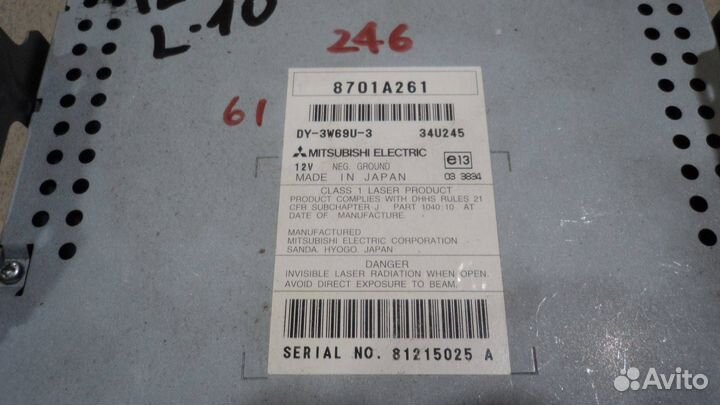 L-10
246
61
8701A261
DY-3W69U-3 34U245
MITSUBISHI ELECTRIC
12V NEG. GROUND
MADE IN JAPAN
e13
03 3834
CLASS 1 LASER PRODUCT
PRODUCT COMPLIES WITH DHHS RULES 21
CFR SUBCHAPTER J PART 1040:10 AT
DATE OF MANUFACTURE.
MANUFACTURED
MITSUBISHI ELECTRIC CORPORATION
SANDA. HYOGO. JAPAN
DANGER
INVISIBLE LASER RADIATION WHEN OPEN.
AVOID DIRECT EXPOSURE TO BEAM.
SERIAL NO. 81215025 A
Avito